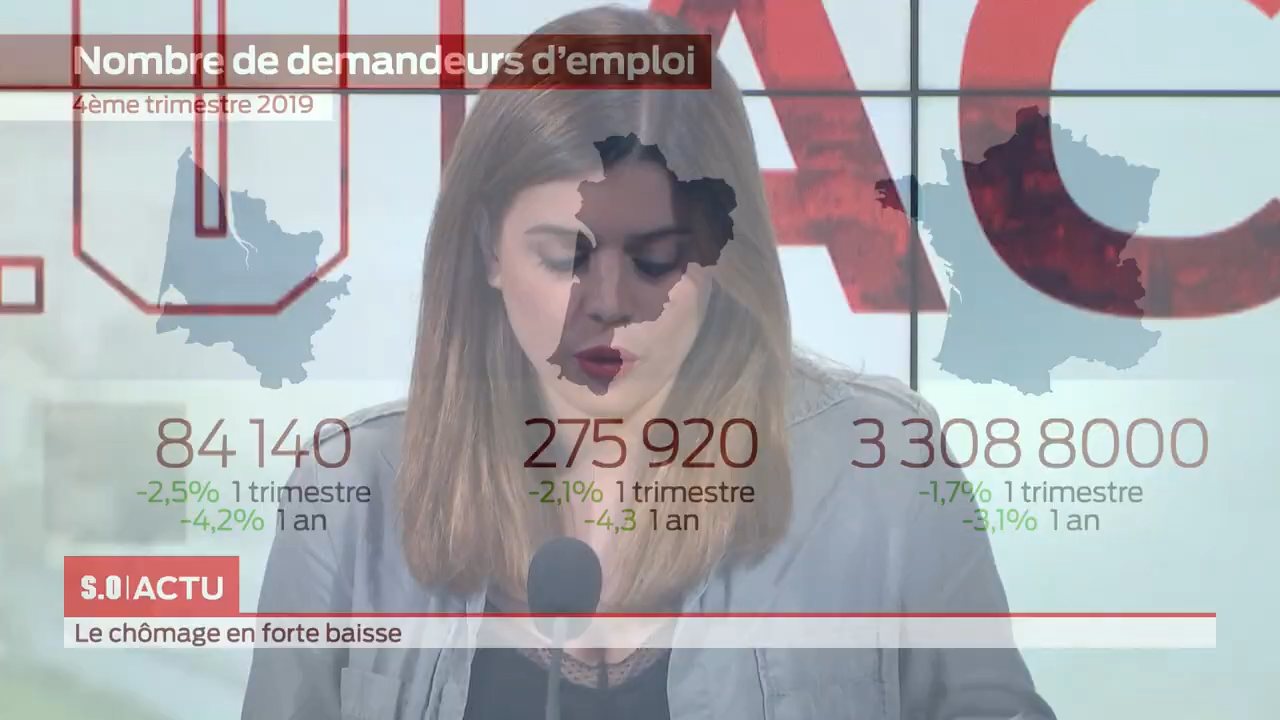 Nombre de demandeurs d'emploi
4ème trimestre 2019
.U AC
84 140
275 920
3 308 8000
-2,5% 1 trimestre
-2,1% 1 trimestre
-1,7% 1 trimestre
-4,2% 1 an
-4,3 1 an
-3,1% 1 an
S.O|ACTU
Le chômage en forte baisse